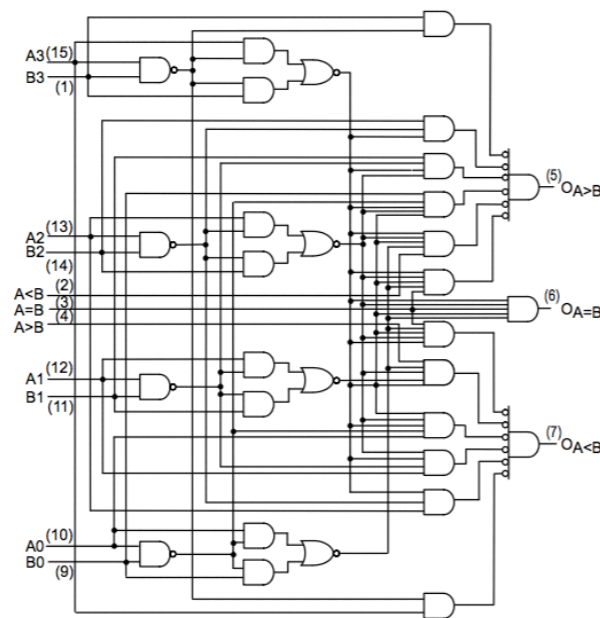 A3 (15)
B3
(1)
(5)
OA>B
A2 (13)
B2
(14)
(2)
A<B
(3)
A=B
(4)
A>B
(6)
OA=B
A1 (12)
B1
(11)
(7)
OA<B
A0 (10)
B0
(9)